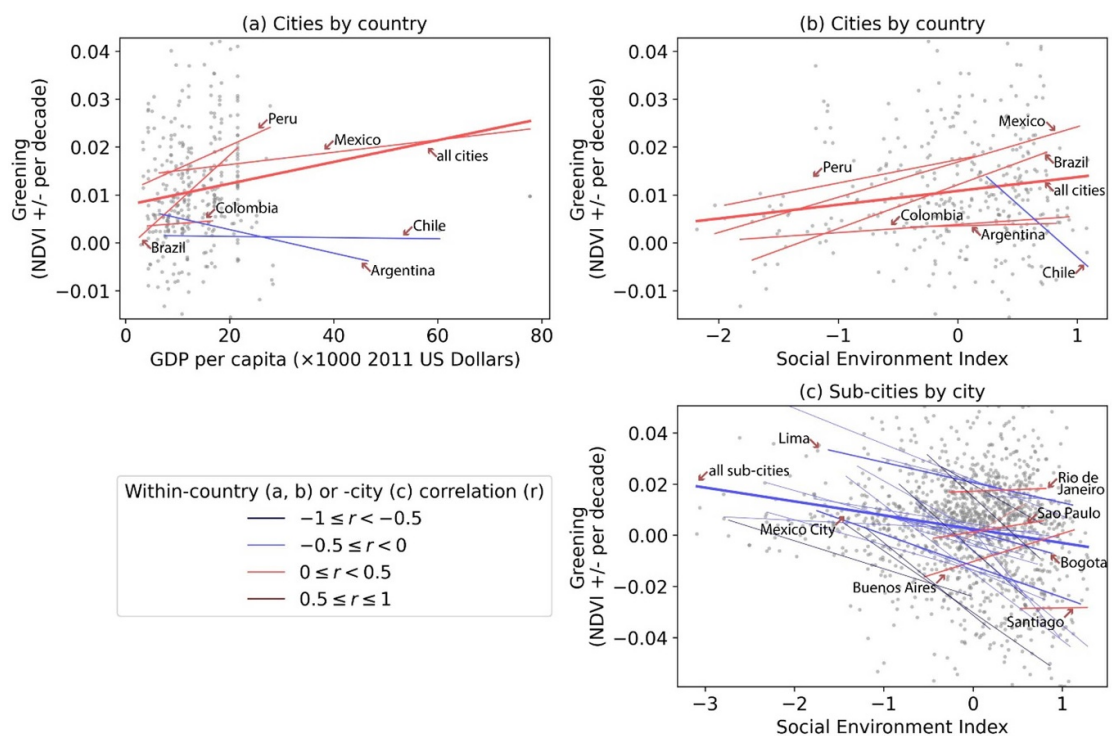 (a) Cities by country
0.04
0.03
0.02
0.01
0.00
−0.01
Greening
(NDVI +/- per decade)
Peru
Mexico
all cities
Colombia
Chile
Brazil
Argentina
0
20
40
60
80
GDP per capita (×1000 2011 US Dollars)
(b) Cities by country
0.04
0.03
0.02
0.01
0.00
−0.01
Greening
(NDVI +/- per decade)
Mexico
Peru
Brazil
all cities
Colombia
Argentina
Chile
−2
−1
0
1
Social Environment Index
Within-country (a, b) or -city (c) correlation (r)
−1 ≤ r < −0.5
−0.5 ≤ r < 0
0 ≤ r < 0.5
0.5 ≤ r ≤ 1
(c) Sub-cities by city
0.04
0.02
0.00
−0.02
−0.04
Greening
(NDVI +/- per decade)
Lima
all sub-cities
Rio de
Janeiro
Sao Paulo
Mexico City
Bogota
Buenos Aires
Santiago
−3
−2
−1
0
1
Social Environment Index